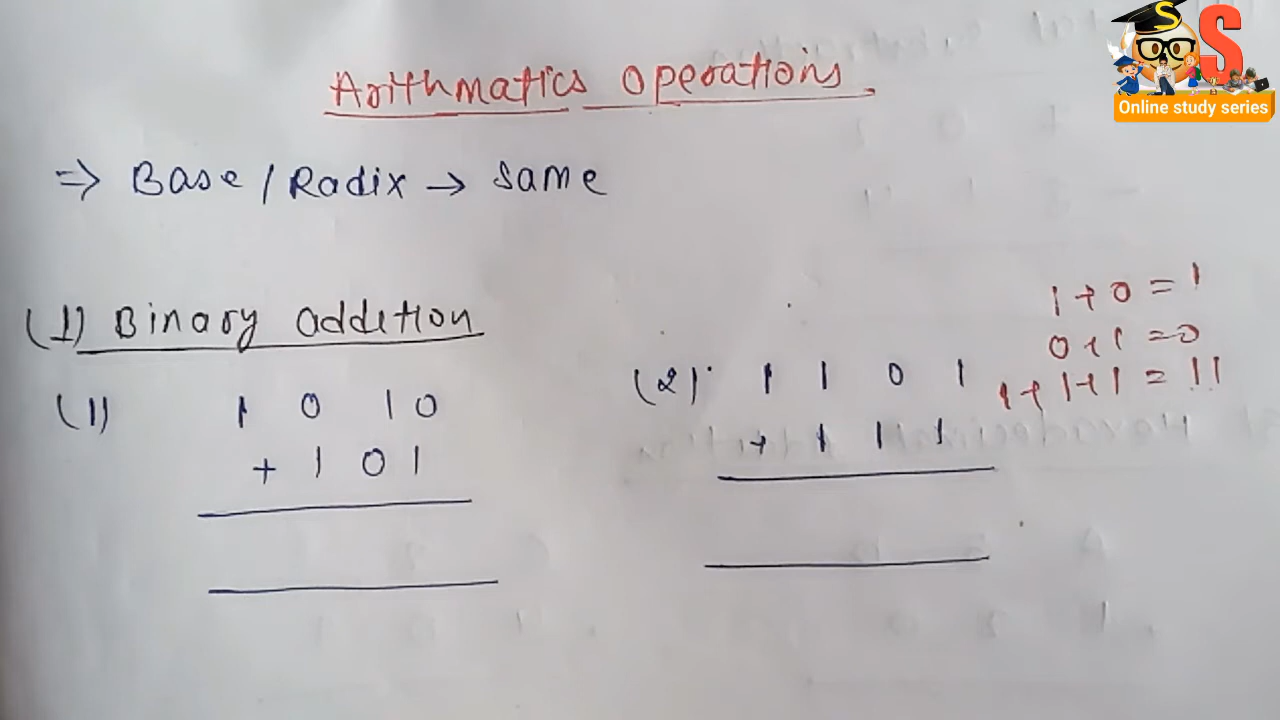 S
S
Online study series
Arithmatics Operations
⇒ Base / Radix → Same
(1) Binary addition
(1) 1 0 1 0
+ 1 0 1
(2) 1 1 0 1
+ 1 1 1
1 + 0 = 1
0 + 1 = 0
1 + 1 + 1 = 11